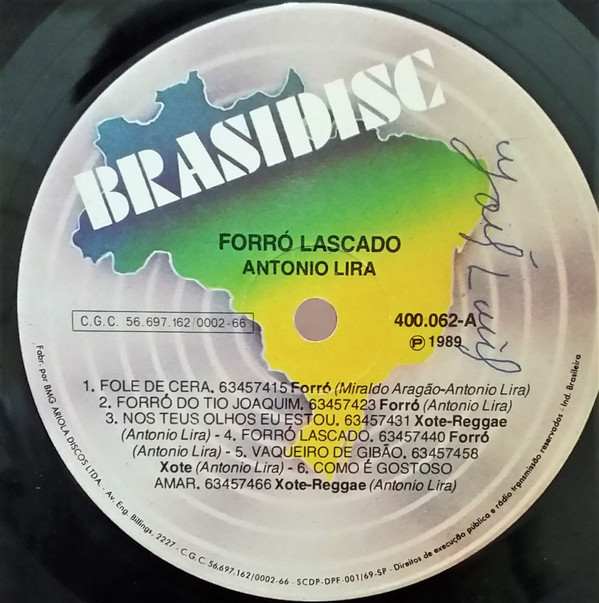 BRASIDISC
FORRÓ LASCADO
ANTONIO LIRA
C.G.C. 56.697.162/0002-66
400.062-A
Ⓟ 1989
1. FOLE DE CERA. 63457415 Forró (Miraldo Aragão-Antonio Lira)
2. FORRÓ DO TIO JOAQUIM. 63457423 Forró (Antonio Lira)
3. NOS TEUS OLHOS EU ESTOU. 63457431 Xote-Reggae
(Antonio Lira) - 4. FORRÓ LASCADO. 63457440 Forró
(Antonio Lira) - 5. VAQUEIRO DE GIBÃO. 63457458
Xote (Antonio Lira) - 6. COMO É GOSTOSO
AMAR. 63457466 Xote-Reggae (Antonio Lira)
Fabr. por BMG ARIOLA DISCOS LTDA. - Av. Eng. Billings, 2227 - C.G.C. 56.697.162/0002-66 - SCDP-DPF-001/69-SP - Direitos de execução pública e rádio transmissão reservados - Ind. Brasileira